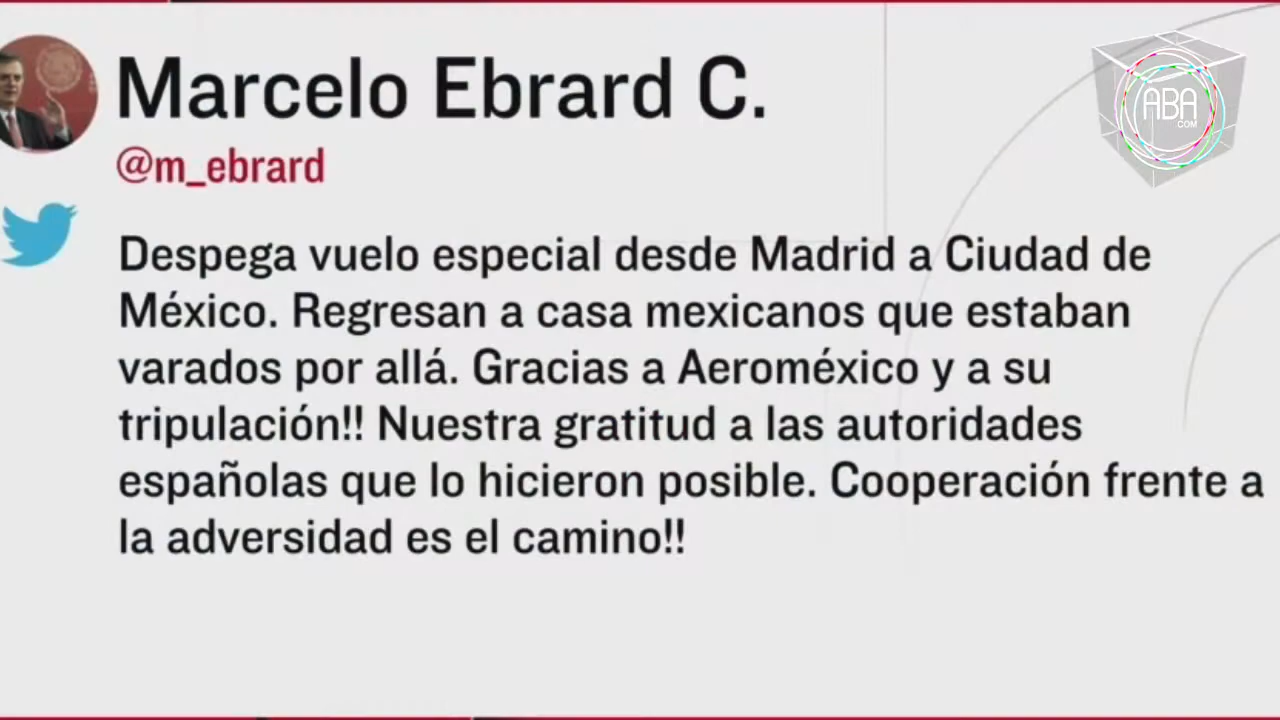 Marcelo Ebrard C.
@m_ebrard
Despega vuelo especial desde Madrid a Ciudad de
México. Regresan a casa mexicanos que estaban
varados por allá. Gracias a Aeroméxico y a su
tripulación!! Nuestra gratitud a las autoridades
españolas que lo hicieron posible. Cooperación frente a
la adversidad es el camino!!
ABA
.COM